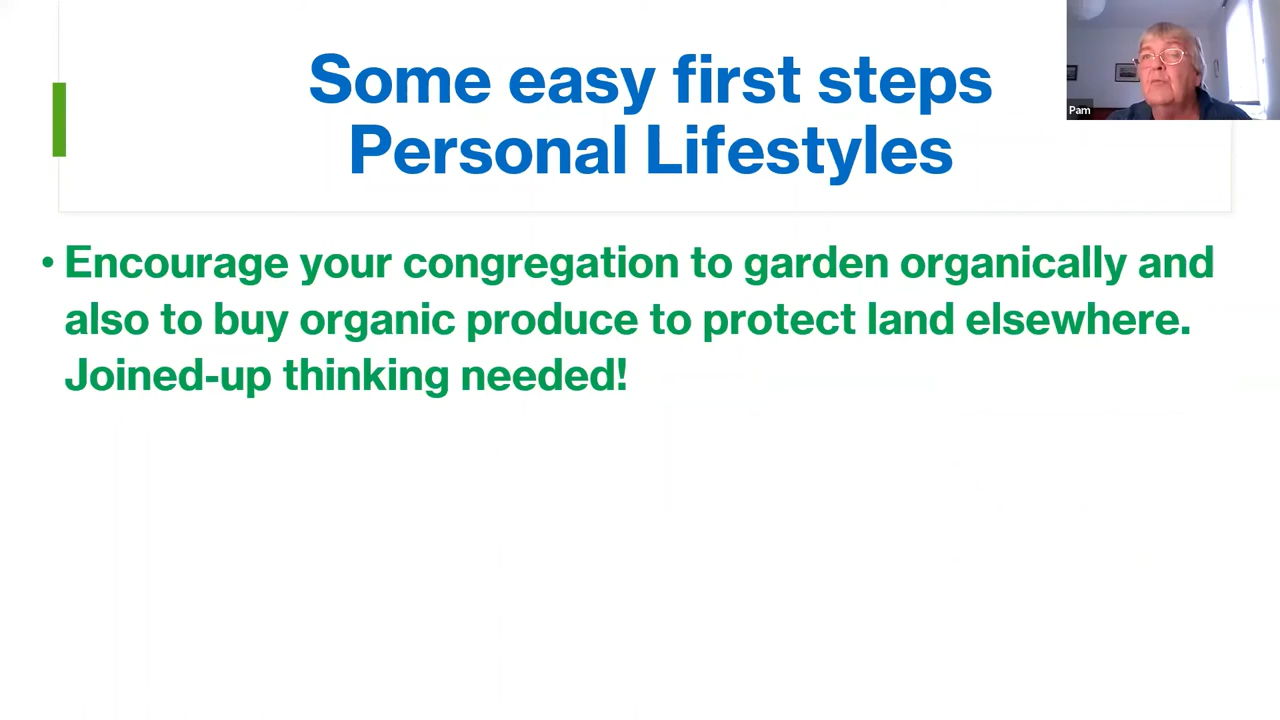 Some easy first steps
Personal Lifestyles
Pam
• Encourage your congregation to garden organically and
also to buy organic produce to protect land elsewhere.
Joined-up thinking needed!